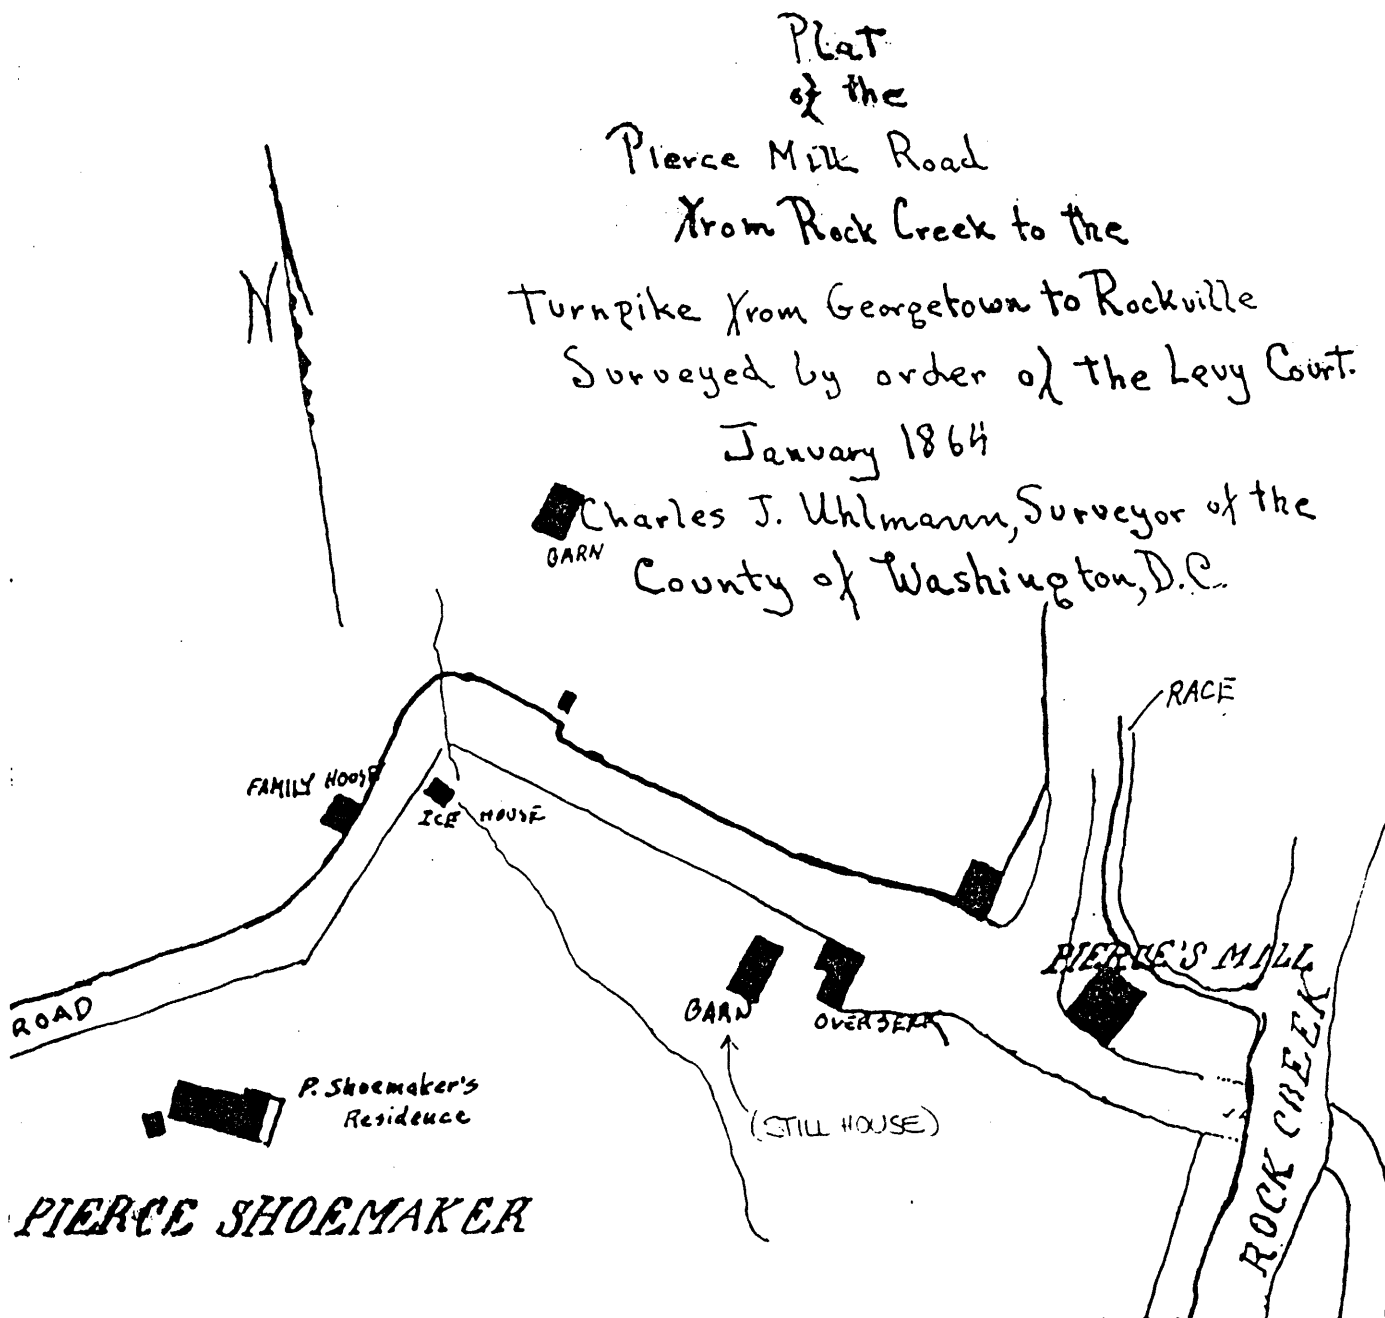 Plat
of the
Pierce Mill Road
from Rock Creek to the
Turnpike from Georgetown to Rockville
Surveyed by order of the Levy Court.
January 1864
Charles J. Uhlmann, Surveyor of the
County of Washington, D.C.
BARN
N
RACE
FAMILY HOUSE
ICE HOUSE
PIERCE'S MILL
ROAD
BARN
OVERSEER
P. Shoemaker's
Residence
(STILL HOUSE)
ROCK CREEK
PIERCE SHOEMAKER